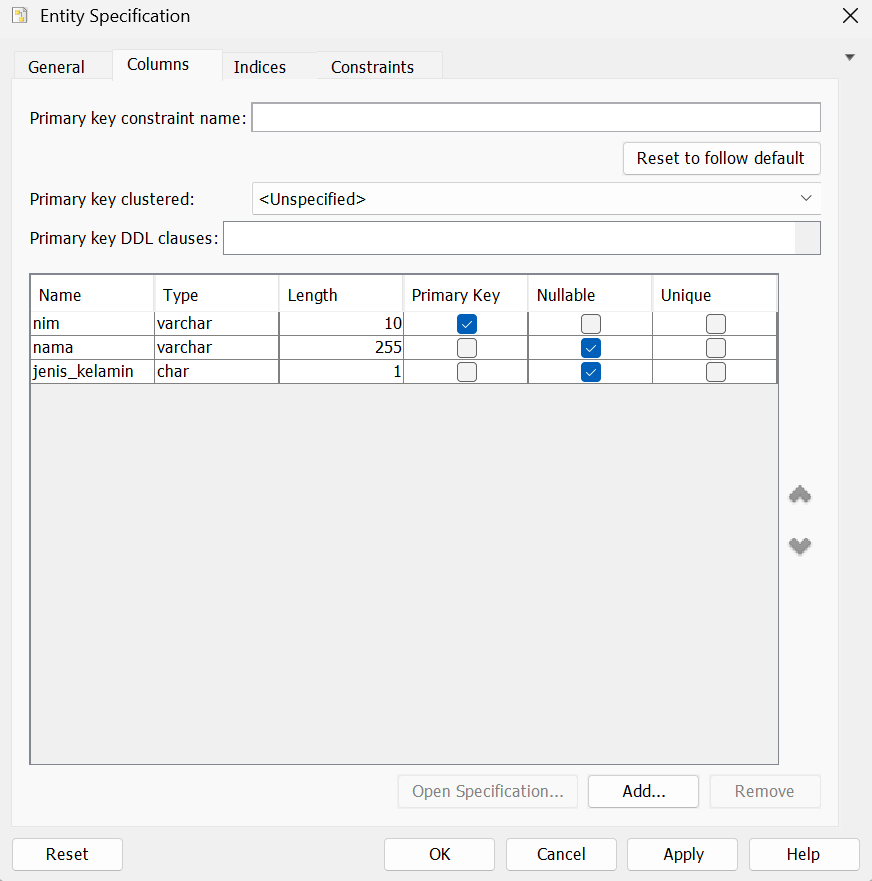 Entity Specification
General Columns Indices Constraints
Primary key constraint name:
Reset to follow default
Primary key clustered: <Unspecified>
Primary key DDL clauses:
Name Type Length Primary Key Nullable Unique
nim varchar 10
nama varchar 255
jenis_kelamin char 1
Open Specification... Add... Remove
Reset OK Cancel Apply Help